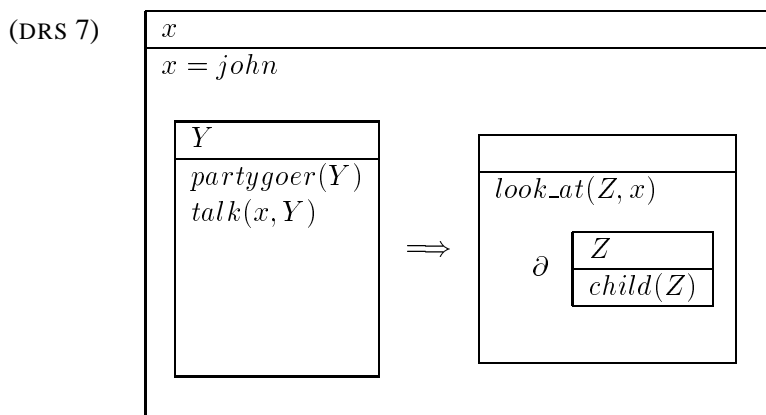 (DRS 7)
x
x = john
Y
partygoer(Y)
talk(x, Y)
⟹
look_at(Z, x)
∂
Z
child(Z)